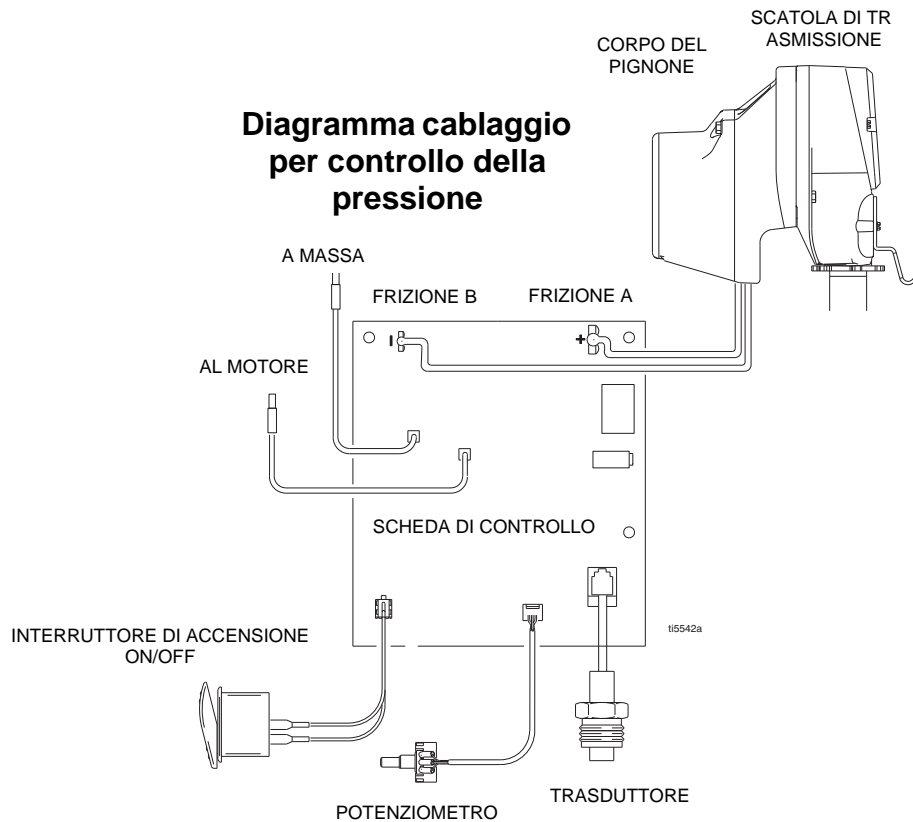 SCATOLA DI TR
ASMISSIONE
CORPO DEL
PIGNONE
Diagramma cablaggio
per controllo della
pressione
A MASSA
FRIZIONE B
FRIZIONE A
–
+
AL MOTORE
SCHEDA DI CONTROLLO
ti5542a
INTERRUTTORE DI ACCENSIONE
ON/OFF
TRASDUTTORE
POTENZIOMETRO